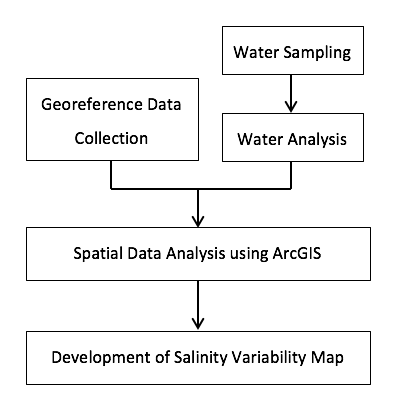 Water Sampling
Georeference Data
Collection
Water Analysis
Spatial Data Analysis using ArcGIS
Development of Salinity Variability Map